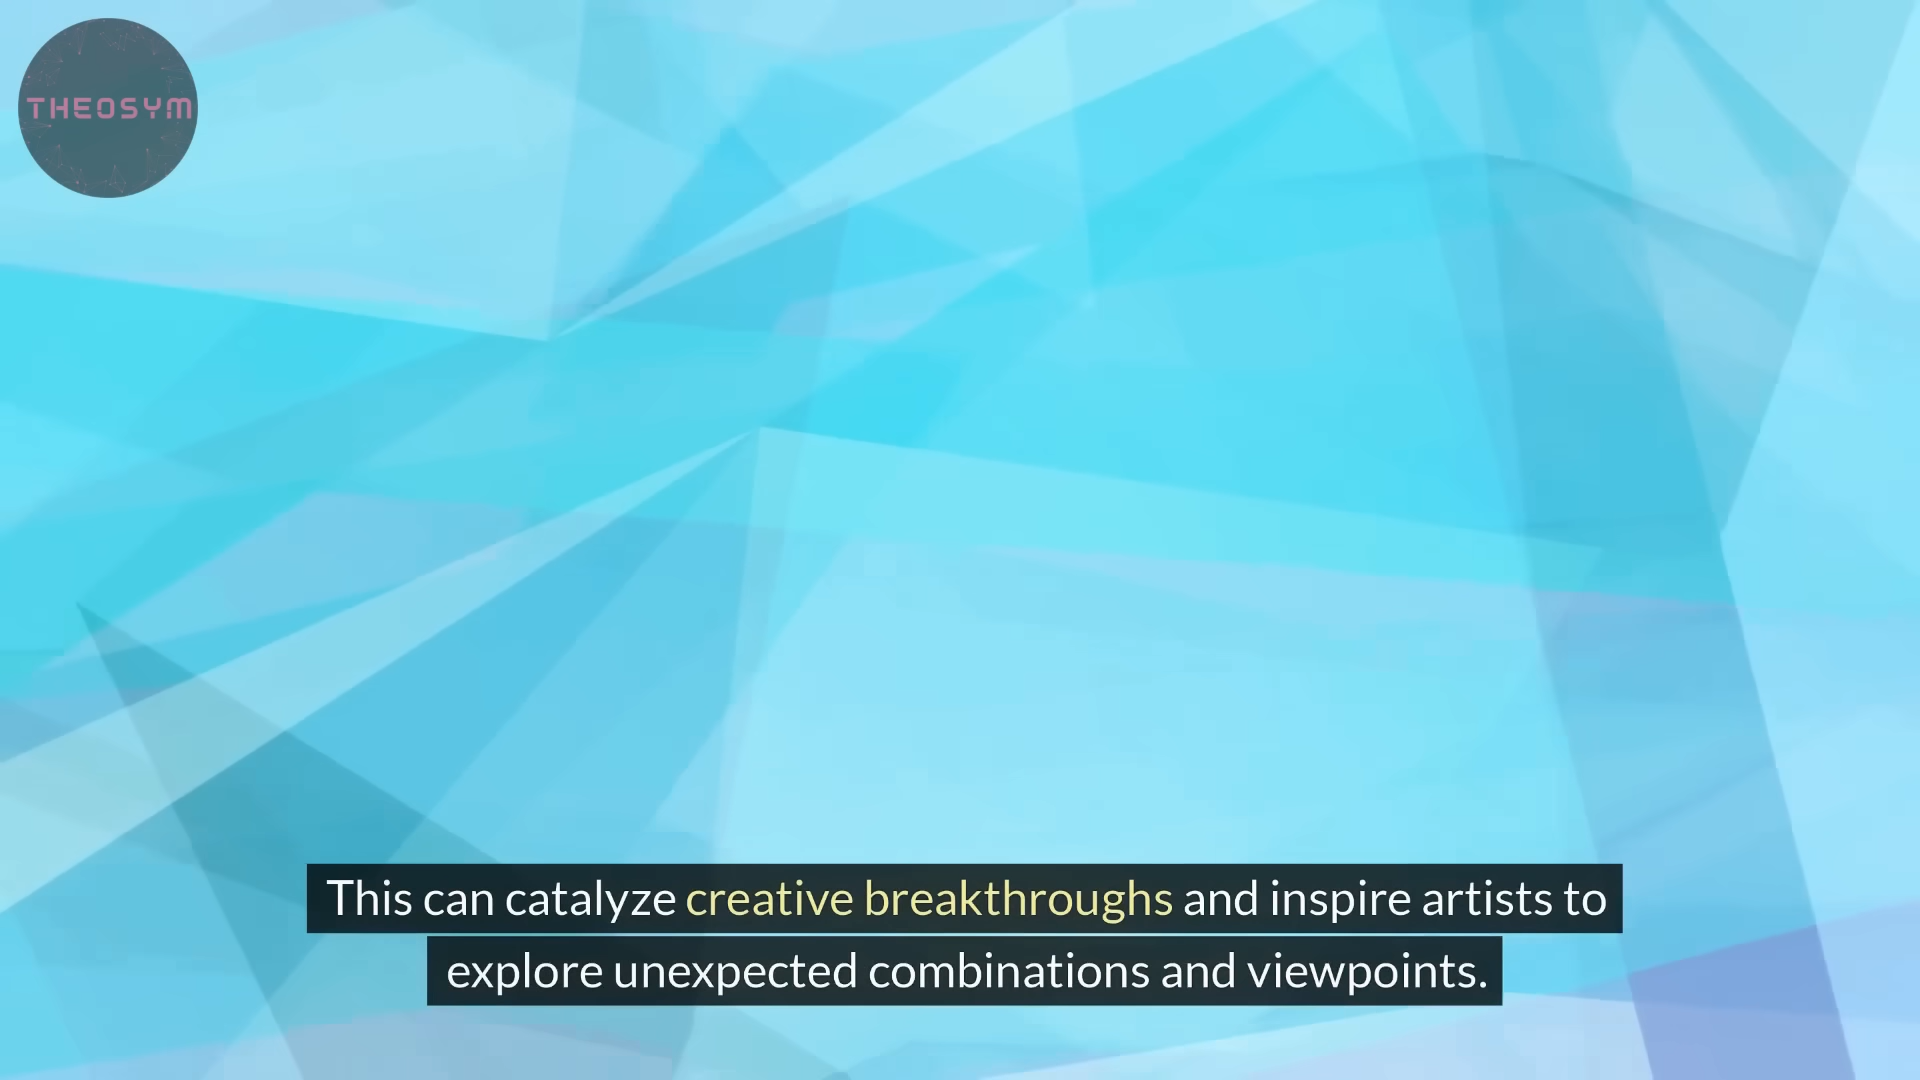 THEOSYM
This can catalyze creative breakthroughs and inspire artists to
explore unexpected combinations and viewpoints.